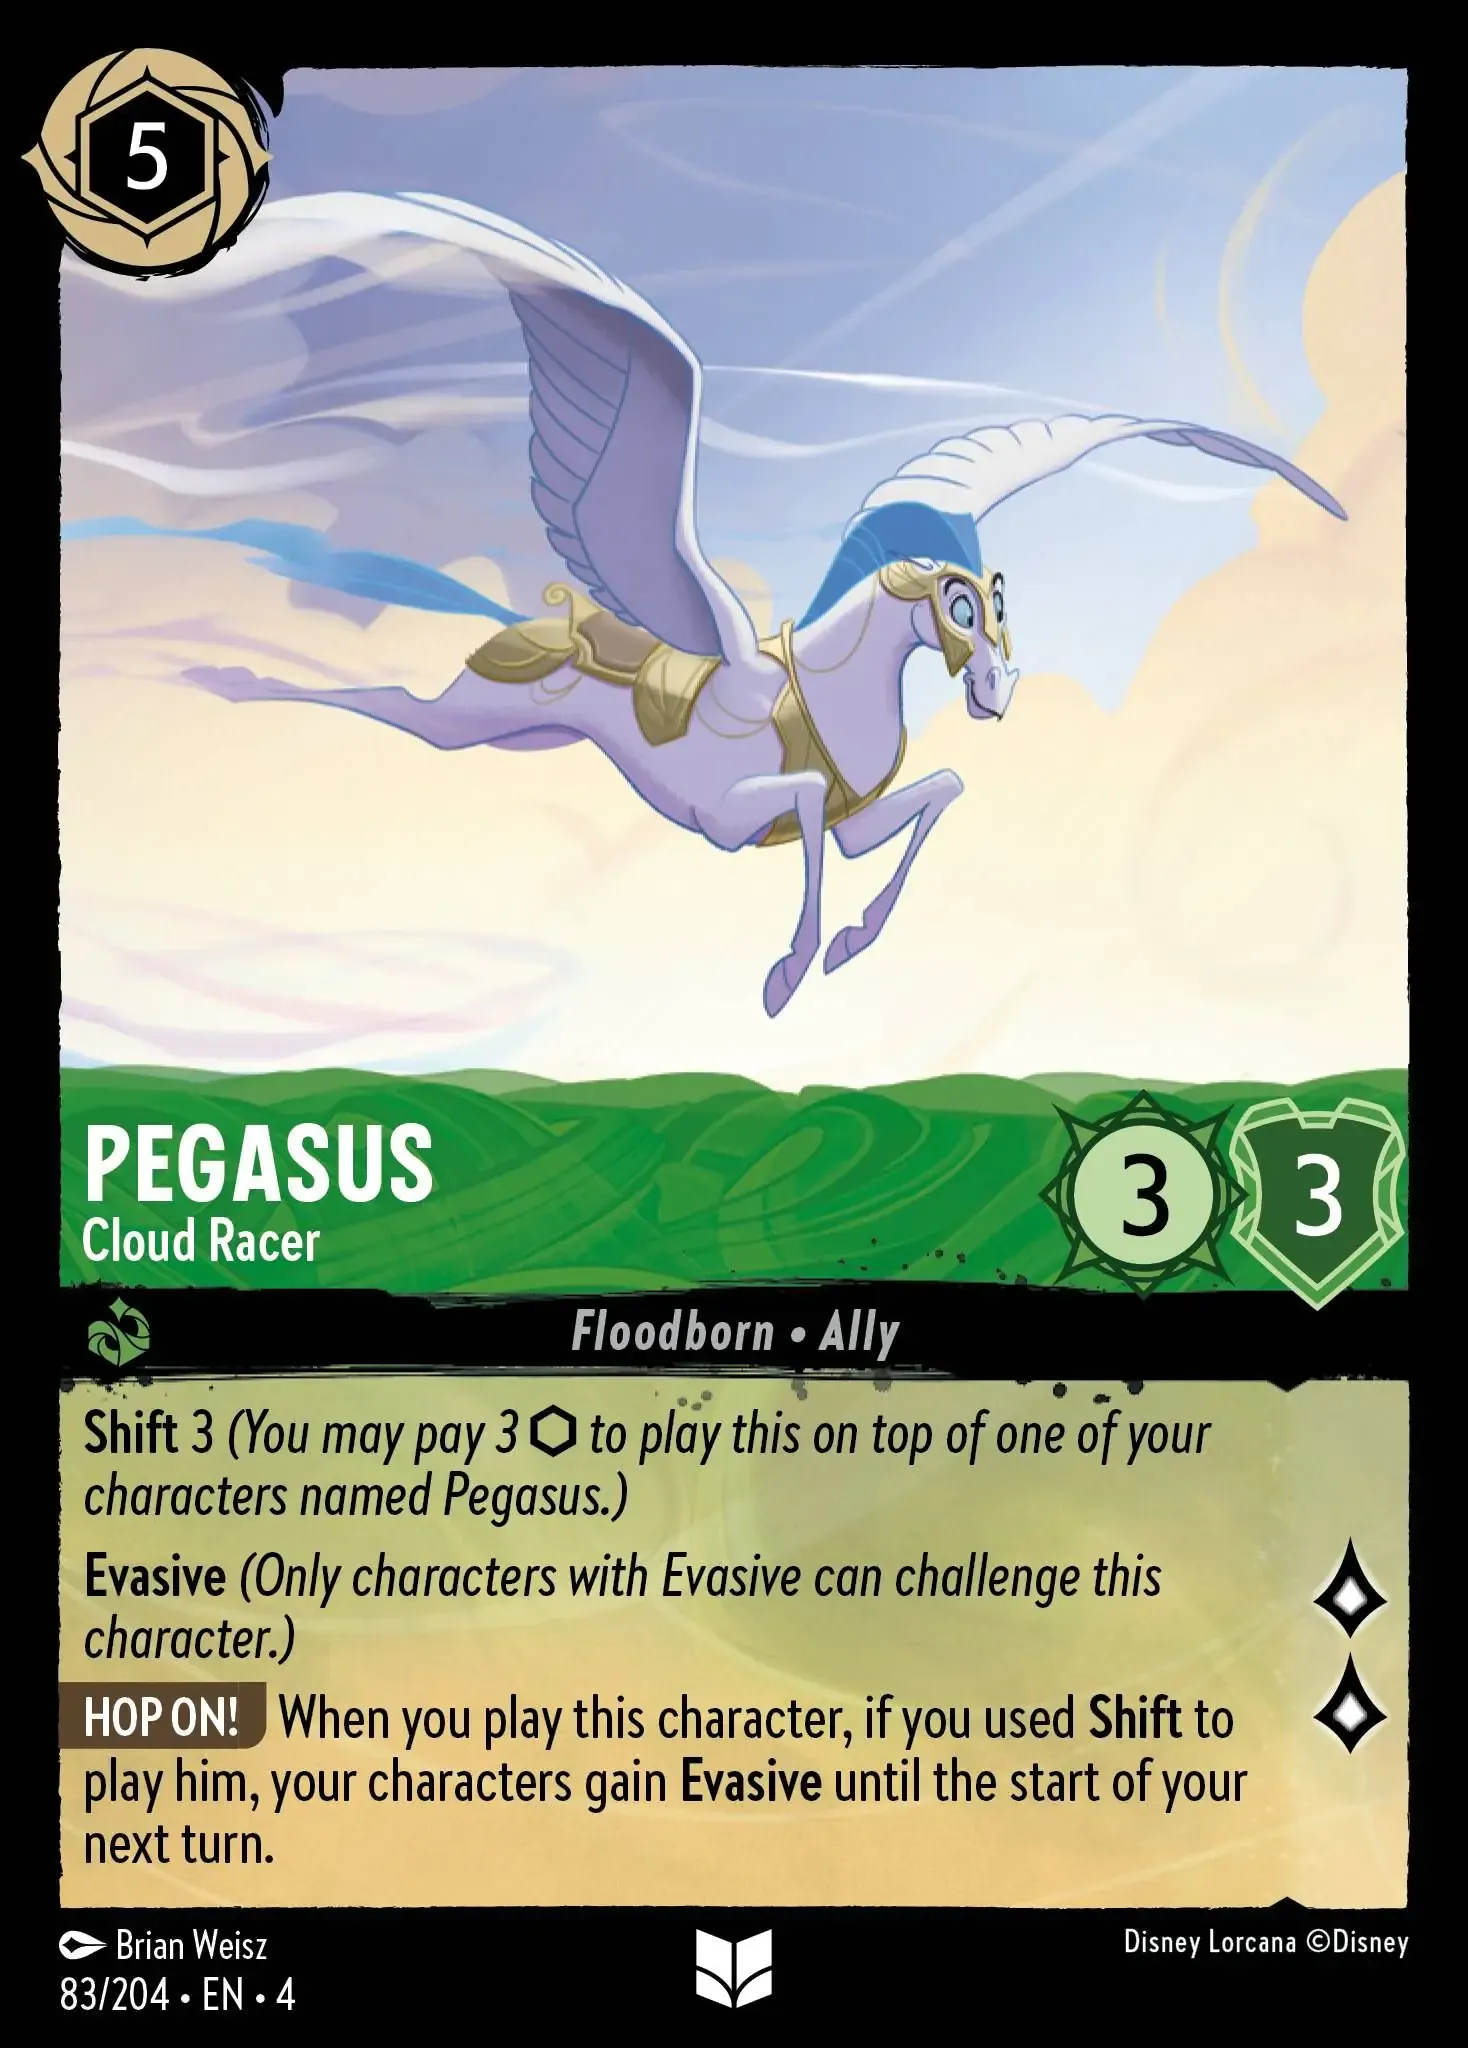 5
PEGASUS
Cloud Racer
3 3
Floodborn • Ally
Shift 3 (You may pay 3 ⬡ to play this on top of one of your
characters named Pegasus.)
Evasive (Only characters with Evasive can challenge this
character.)
HOP ON! When you play this character, if you used Shift to
play him, your characters gain Evasive until the start of your
next turn.
Brian Weisz
Disney Lorcana ©Disney
83/204 • EN • 4